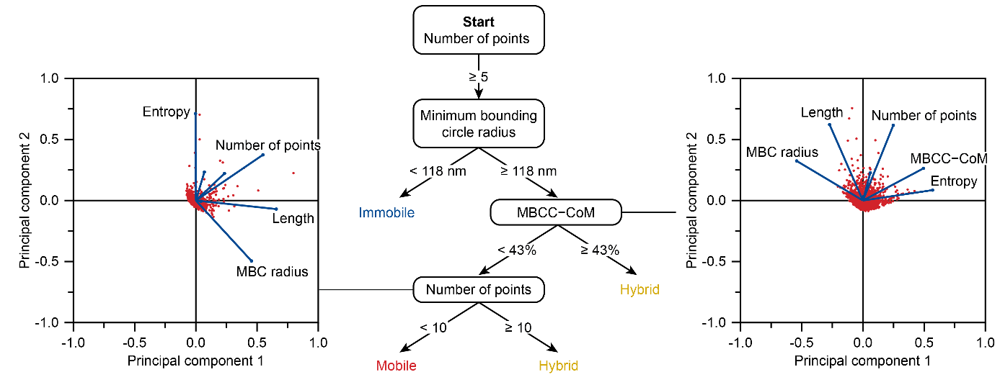 Start
Number of points
≥ 5
Minimum bounding
circle radius
< 118 nm
≥ 118 nm
Immobile
MBCC−CoM
< 43%
≥ 43%
Number of points
Hybrid
< 10
≥ 10
Mobile
Hybrid
1.0
0.5
0.0
-0.5
-1.0
Principal component 2
Entropy
Number of points
Length
MBC radius
-1.0
-0.5
0.0
0.5
1.0
Principal component 1
1.0
0.5
0.0
-0.5
-1.0
Principal component 2
Length
Number of points
MBC radius
MBCC−CoM
Entropy
-1.0
-0.5
0.0
0.5
1.0
Principal component 1